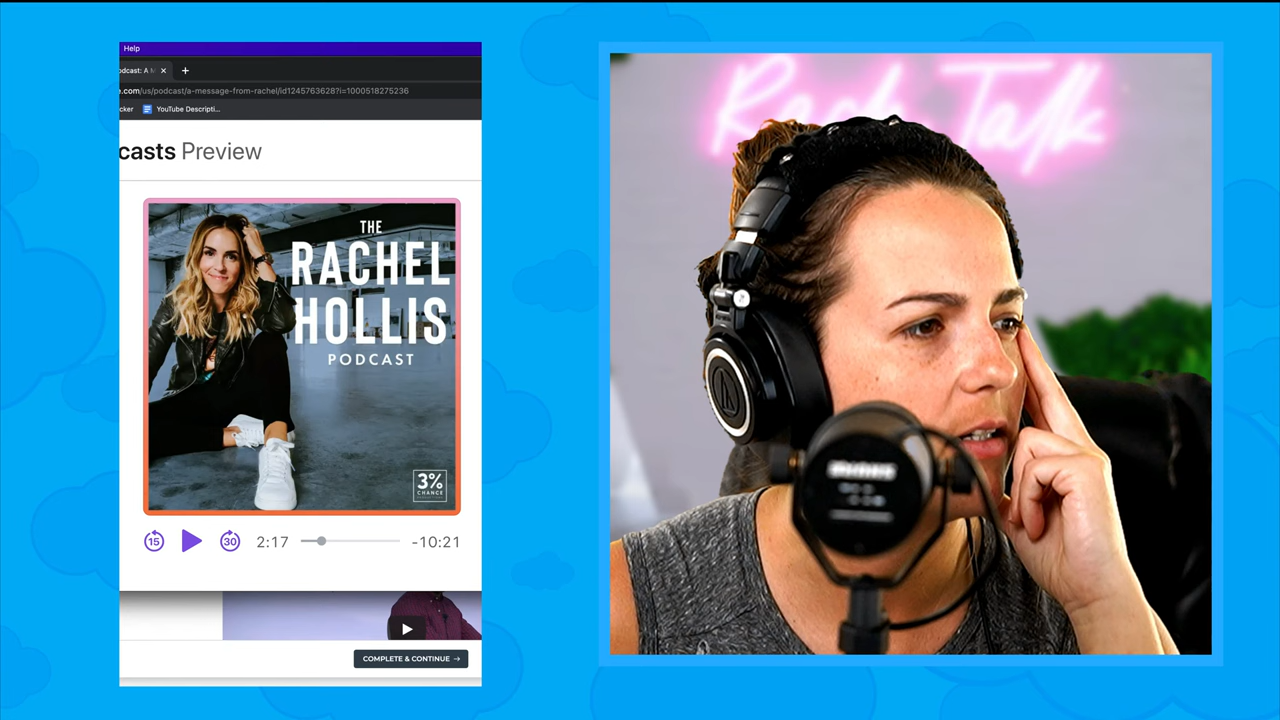 Help
odcast: A M
e.com/us/podcast/a-message-from-rachel/id1245763628?i=1000518275236
cker YouTube Descripti...
casts Preview
THE
RACHEL
HOLLIS
PODCAST
3%
CHANCE
15
30
2:17
-10:21
COMPLETE & CONTINUE →
Talk